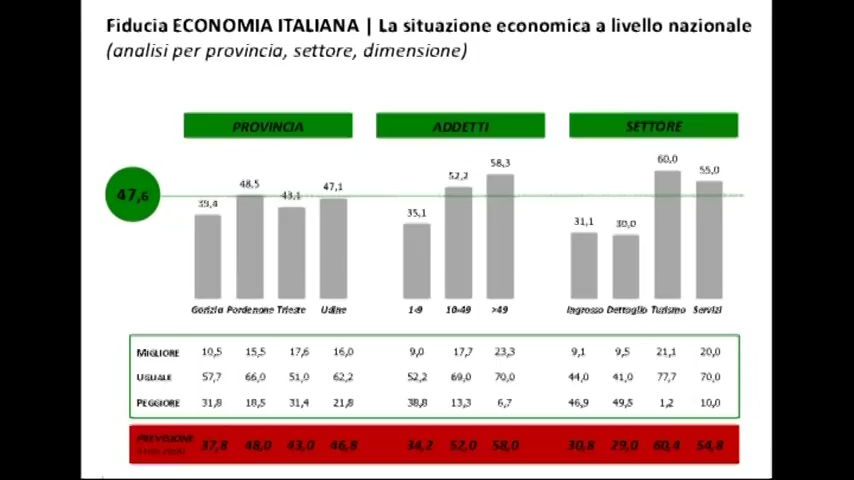 Fiducia ECONOMIA ITALIANA | La situazione economica a livello nazionale
(analisi per provincia, settore, dimensione)
PROVINCIA ADDETTI SETTORE
47,6
39,4 48,5 43,1 47,1 35,1 52,2 58,3 31,1 30,0 60,0 55,0
Gorizia Pordenone Trieste Udine 1-9 10-49 >49 Ingrosso Dettaglio Turismo Servizi
MIGLIORE 10,5 15,5 17,6 16,0 9,0 17,7 23,3 9,1 9,5 21,1 20,0
UGUALE 57,7 66,0 51,0 62,2 52,2 69,0 70,0 44,0 41,0 77,7 70,0
PEGGIORE 31,8 18,5 31,4 21,8 38,8 13,3 6,7 46,9 49,5 1,2 10,0
PREVISIONE 37,8 48,0 43,0 46,8 34,2 52,0 58,0 30,8 29,0 60,4 54,8